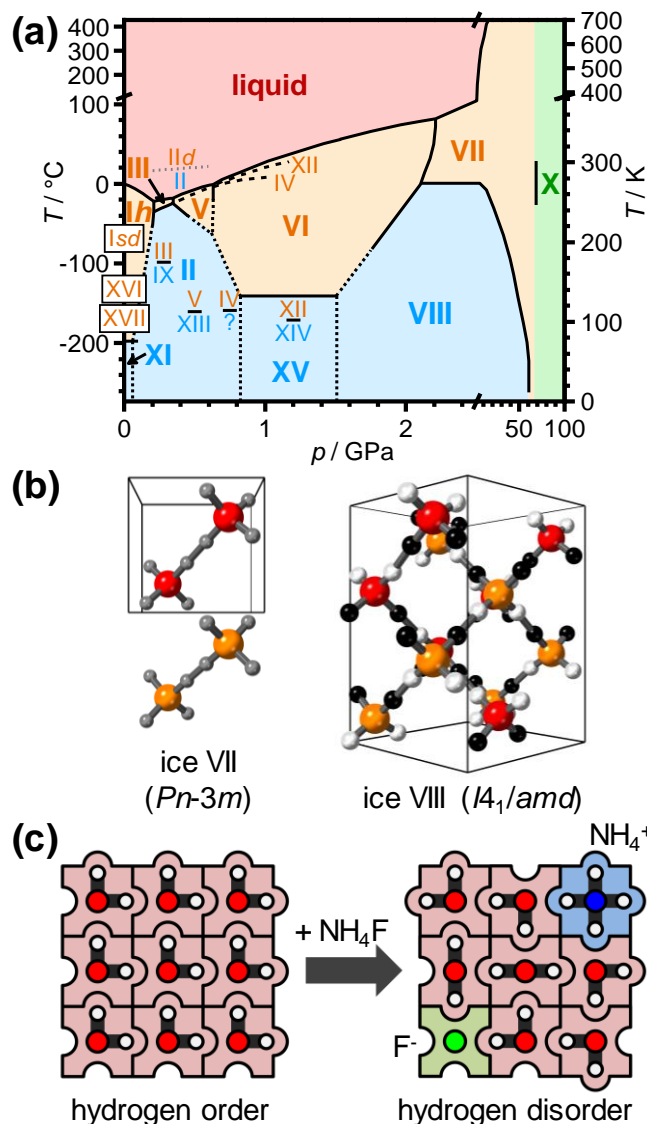 (a)
400
300
200
100
0
-100
-200
T / °C
700
600
500
400
300
200
100
0
T / K
liquid
III
IId
II
XII
IV
VII
X
Ih
V
VI
Isd
III
IX
II
XVI
V
XIII
IV
?
XII
XIV
VIII
XVII
XI
XV
0
1
2
50
100
p / GPa
(b)
ice VII
(Pn-3m)
ice VIII (I4₁/amd)
(c)
NH₄⁺
+ NH₄F
F⁻
hydrogen order
hydrogen disorder